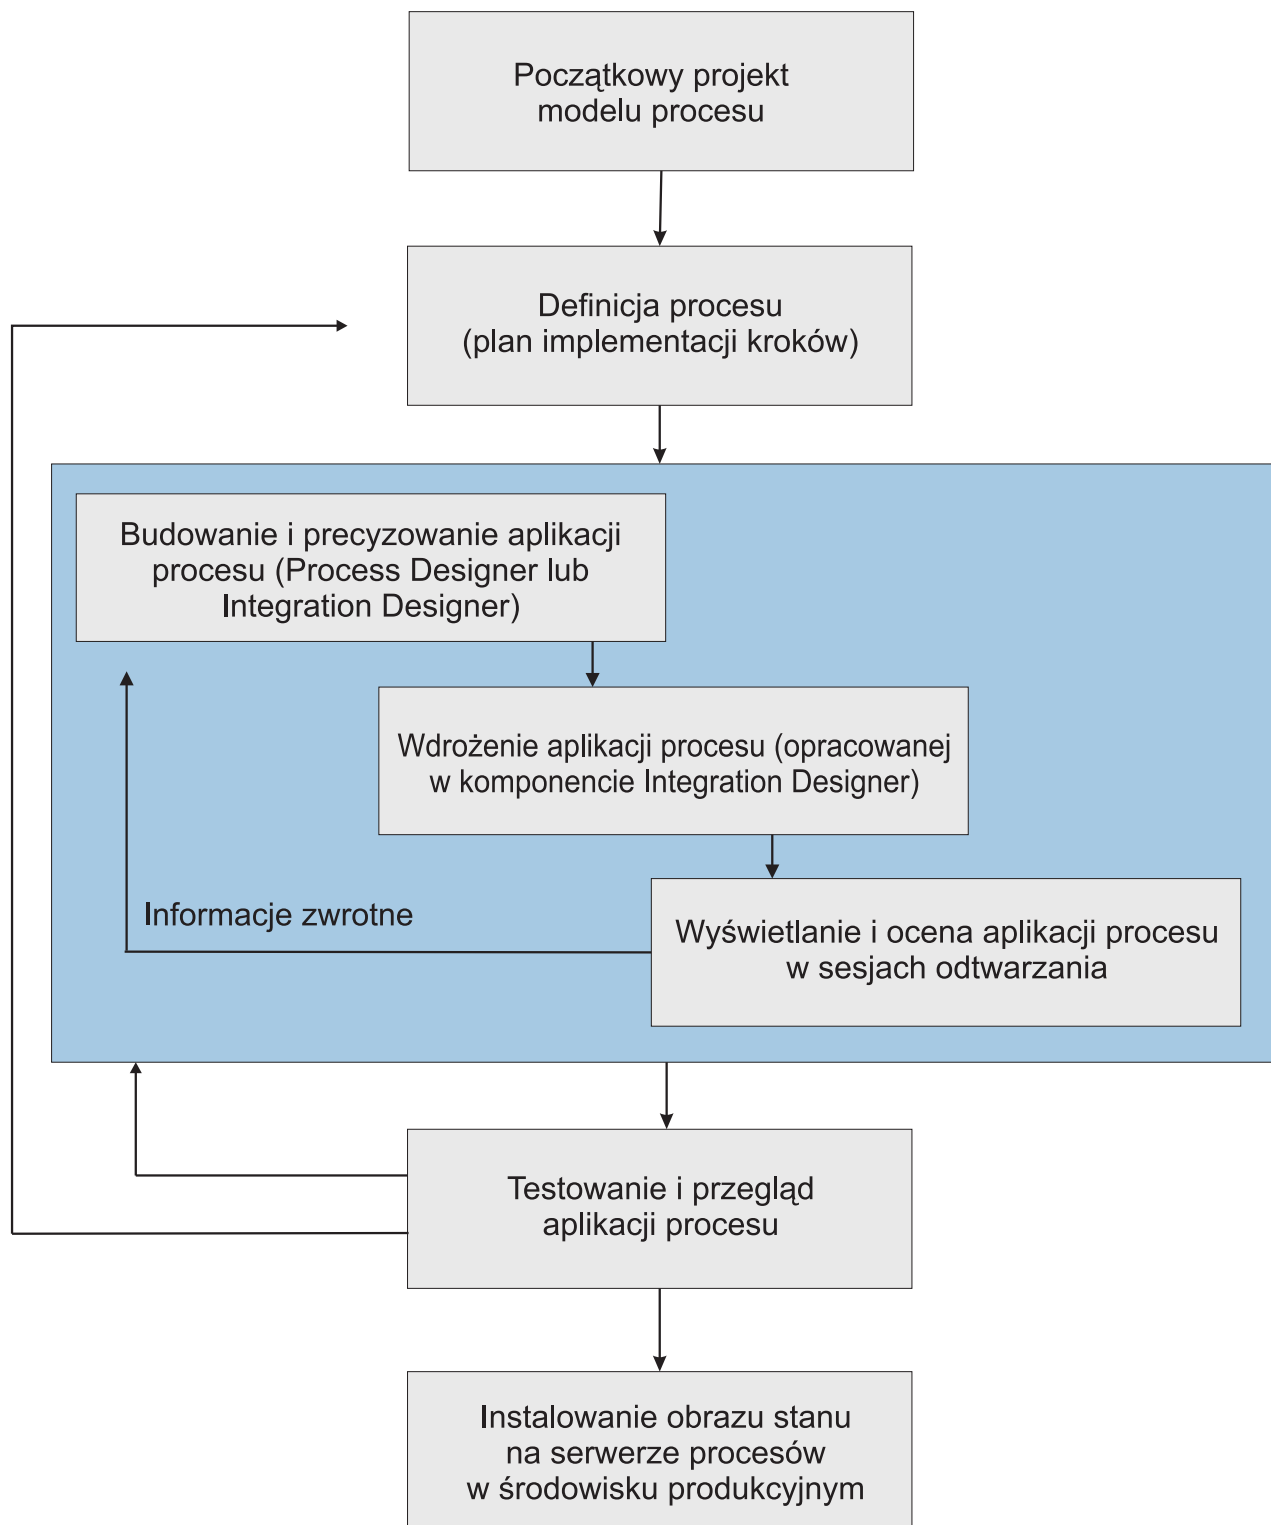 Początkowy projekt
modelu procesu
Definicja procesu
(plan implementacji kroków)
Budowanie i precyzowanie aplikacji
procesu (Process Designer lub
Integration Designer)
Wdrożenie aplikacji procesu (opracowanej
w komponencie Integration Designer)
Informacje zwrotne
Wyświetlanie i ocena aplikacji procesu
w sesjach odtwarzania
Testowanie i przegląd
aplikacji procesu
Instalowanie obrazu stanu
na serwerze procesów
w środowisku produkcyjnym